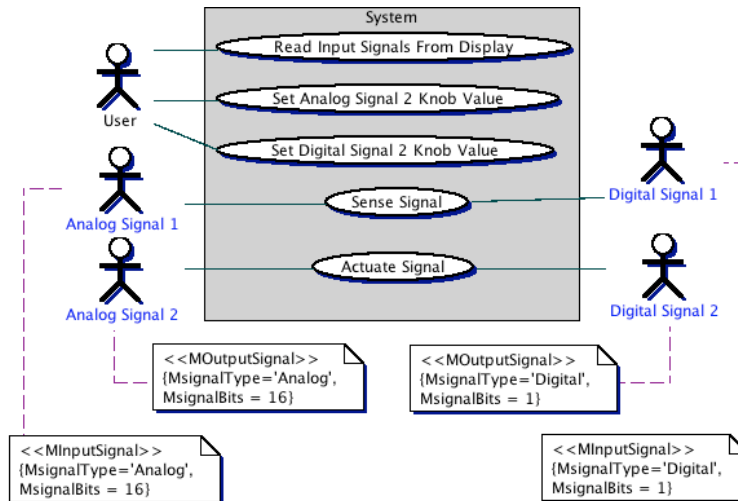 System
Read Input Signals From Display
User
Set Analog Signal 2 Knob Value
Set Digital Signal 2 Knob Value
Analog Signal 1
Sense Signal
Digital Signal 1
Analog Signal 2
Actuate Signal
Digital Signal 2
<<MOutputSignal>>
{MsignalType='Analog',
MsignalBits = 16}
<<MOutputSignal>>
{MsignalType='Digital',
MsignalBits = 1}
<<MInputSignal>>
{MsignalType='Analog',
MsignalBits = 16}
<<MInputSignal>>
{MsignalType='Digital',
MsignalBits = 1}